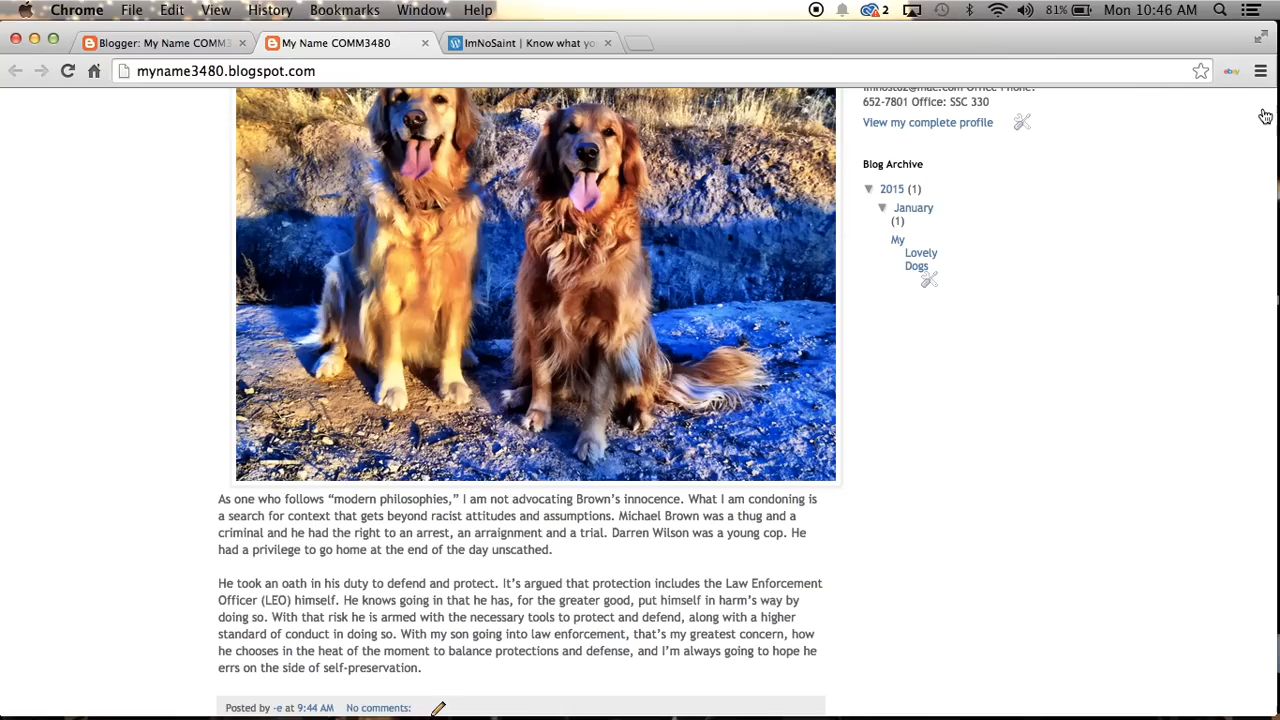 Chrome File Edit View History Bookmarks Window Help 2 81% Mon 10:46 AM
Blogger: My Name COMM3 My Name COMM3480 ImNoSaint | Know what yo
myname3480.blogspot.com ebay
652-7801 Office: SSC 330
View my complete profile
Blog Archive
2015 (1)
January
(1)
My
Lovely
Dogs
As one who follows “modern philosophies,” I am not advocating Brown’s innocence. What I am condoning is
a search for context that gets beyond racist attitudes and assumptions. Michael Brown was a thug and a
criminal and he had the right to an arrest, an arraignment and a trial. Darren Wilson was a young cop. He
had a privilege to go home at the end of the day unscathed.
He took an oath in his duty to defend and protect. It’s argued that protection includes the Law Enforcement
Officer (LEO) himself. He knows going in that he has, for the greater good, put himself in harm’s way by
doing so. With that risk he is armed with the necessary tools to protect and defend, along with a higher
standard of conduct in doing so. With my son going into law enforcement, that’s my greatest concern, how
he chooses in the heat of the moment to balance protections and defense, and I’m always going to hope he
errs on the side of self-preservation.
Posted by -e at 9:44 AM No comments: